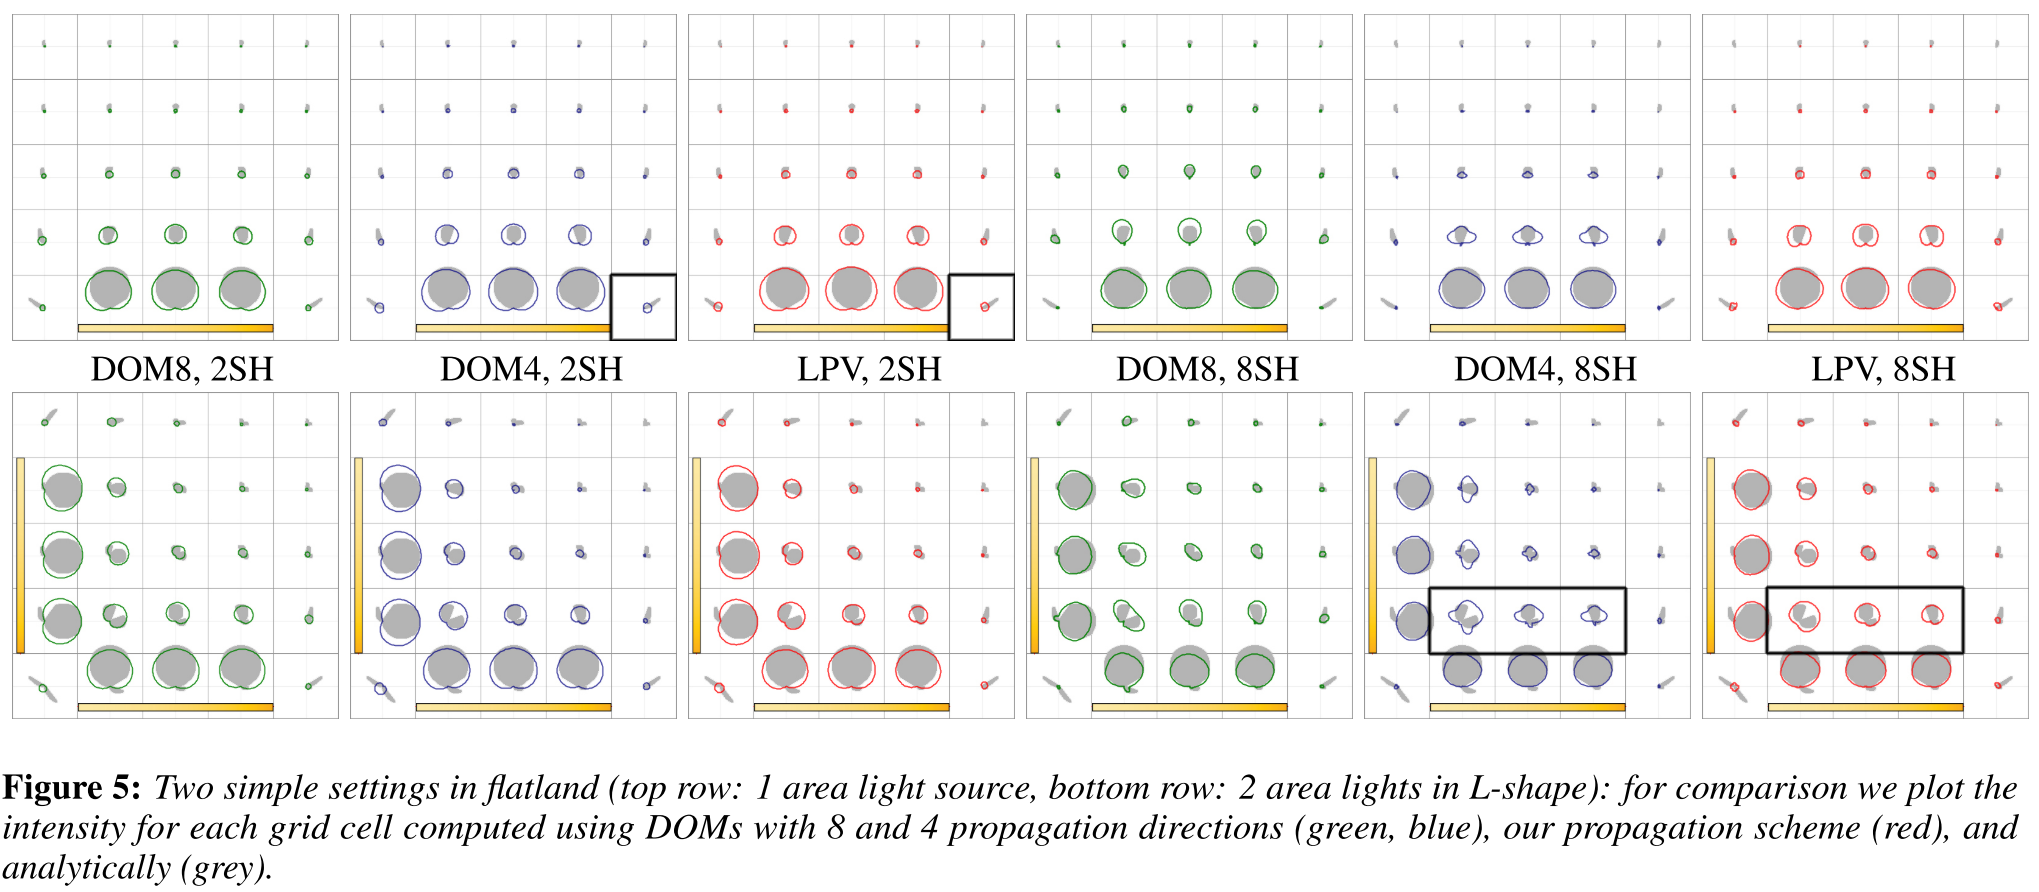 DOM8, 2SH DOM4, 2SH LPV, 2SH DOM8, 8SH DOM4, 8SH LPV, 8SH
Figure 5: Two simple settings in flatland (top row: 1 area light source, bottom row: 2 area lights in L-shape): for comparison we plot the
intensity for each grid cell computed using DOMs with 8 and 4 propagation directions (green, blue), our propagation scheme (red), and
analytically (grey).